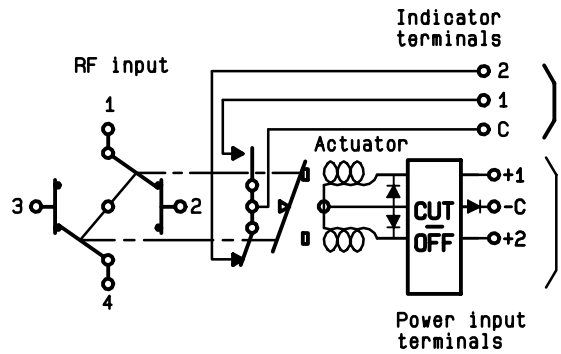 Indicator
terminals
RF input
2
1
1
C
Actuator
+1
3
2
CUT
-C
OFF
+2
4
Power input
terminals